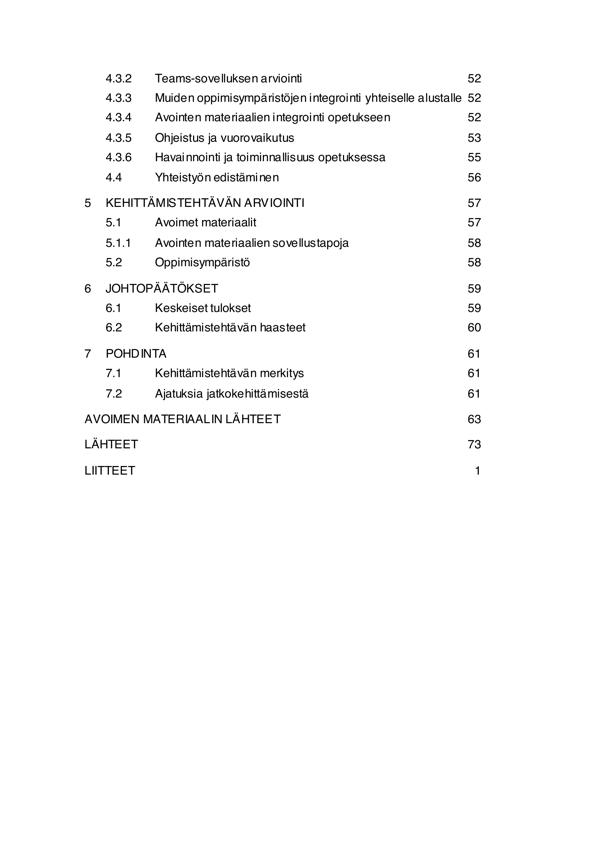 4.3.2 Teams-sovelluksen arviointi 52
4.3.3 Muiden oppimisympäristöjen integrointi yhteiselle alustalle 52
4.3.4 Avointen materiaalien integrointi opetukseen 52
4.3.5 Ohjeistus ja vuorovaikutus 53
4.3.6 Havainnointi ja toiminnallisuus opetuksessa 55
4.4 Yhteistyön edistäminen 56
5 KEHITTÄMISTEHTÄVÄN ARVIOINTI 57
5.1 Avoimet materiaalit 57
5.1.1 Avointen materiaalien sovellustapoja 58
5.2 Oppimisympäristö 58
6 JOHTOPÄÄTÖKSET 59
6.1 Keskeiset tulokset 59
6.2 Kehittämistehtävän haasteet 60
7 POHDINTA 61
7.1 Kehittämistehtävän merkitys 61
7.2 Ajatuksia jatkokehittämisestä 61
AVOIMEN MATERIAALIN LÄHTEET 63
LÄHTEET 73
LIITTEET 1